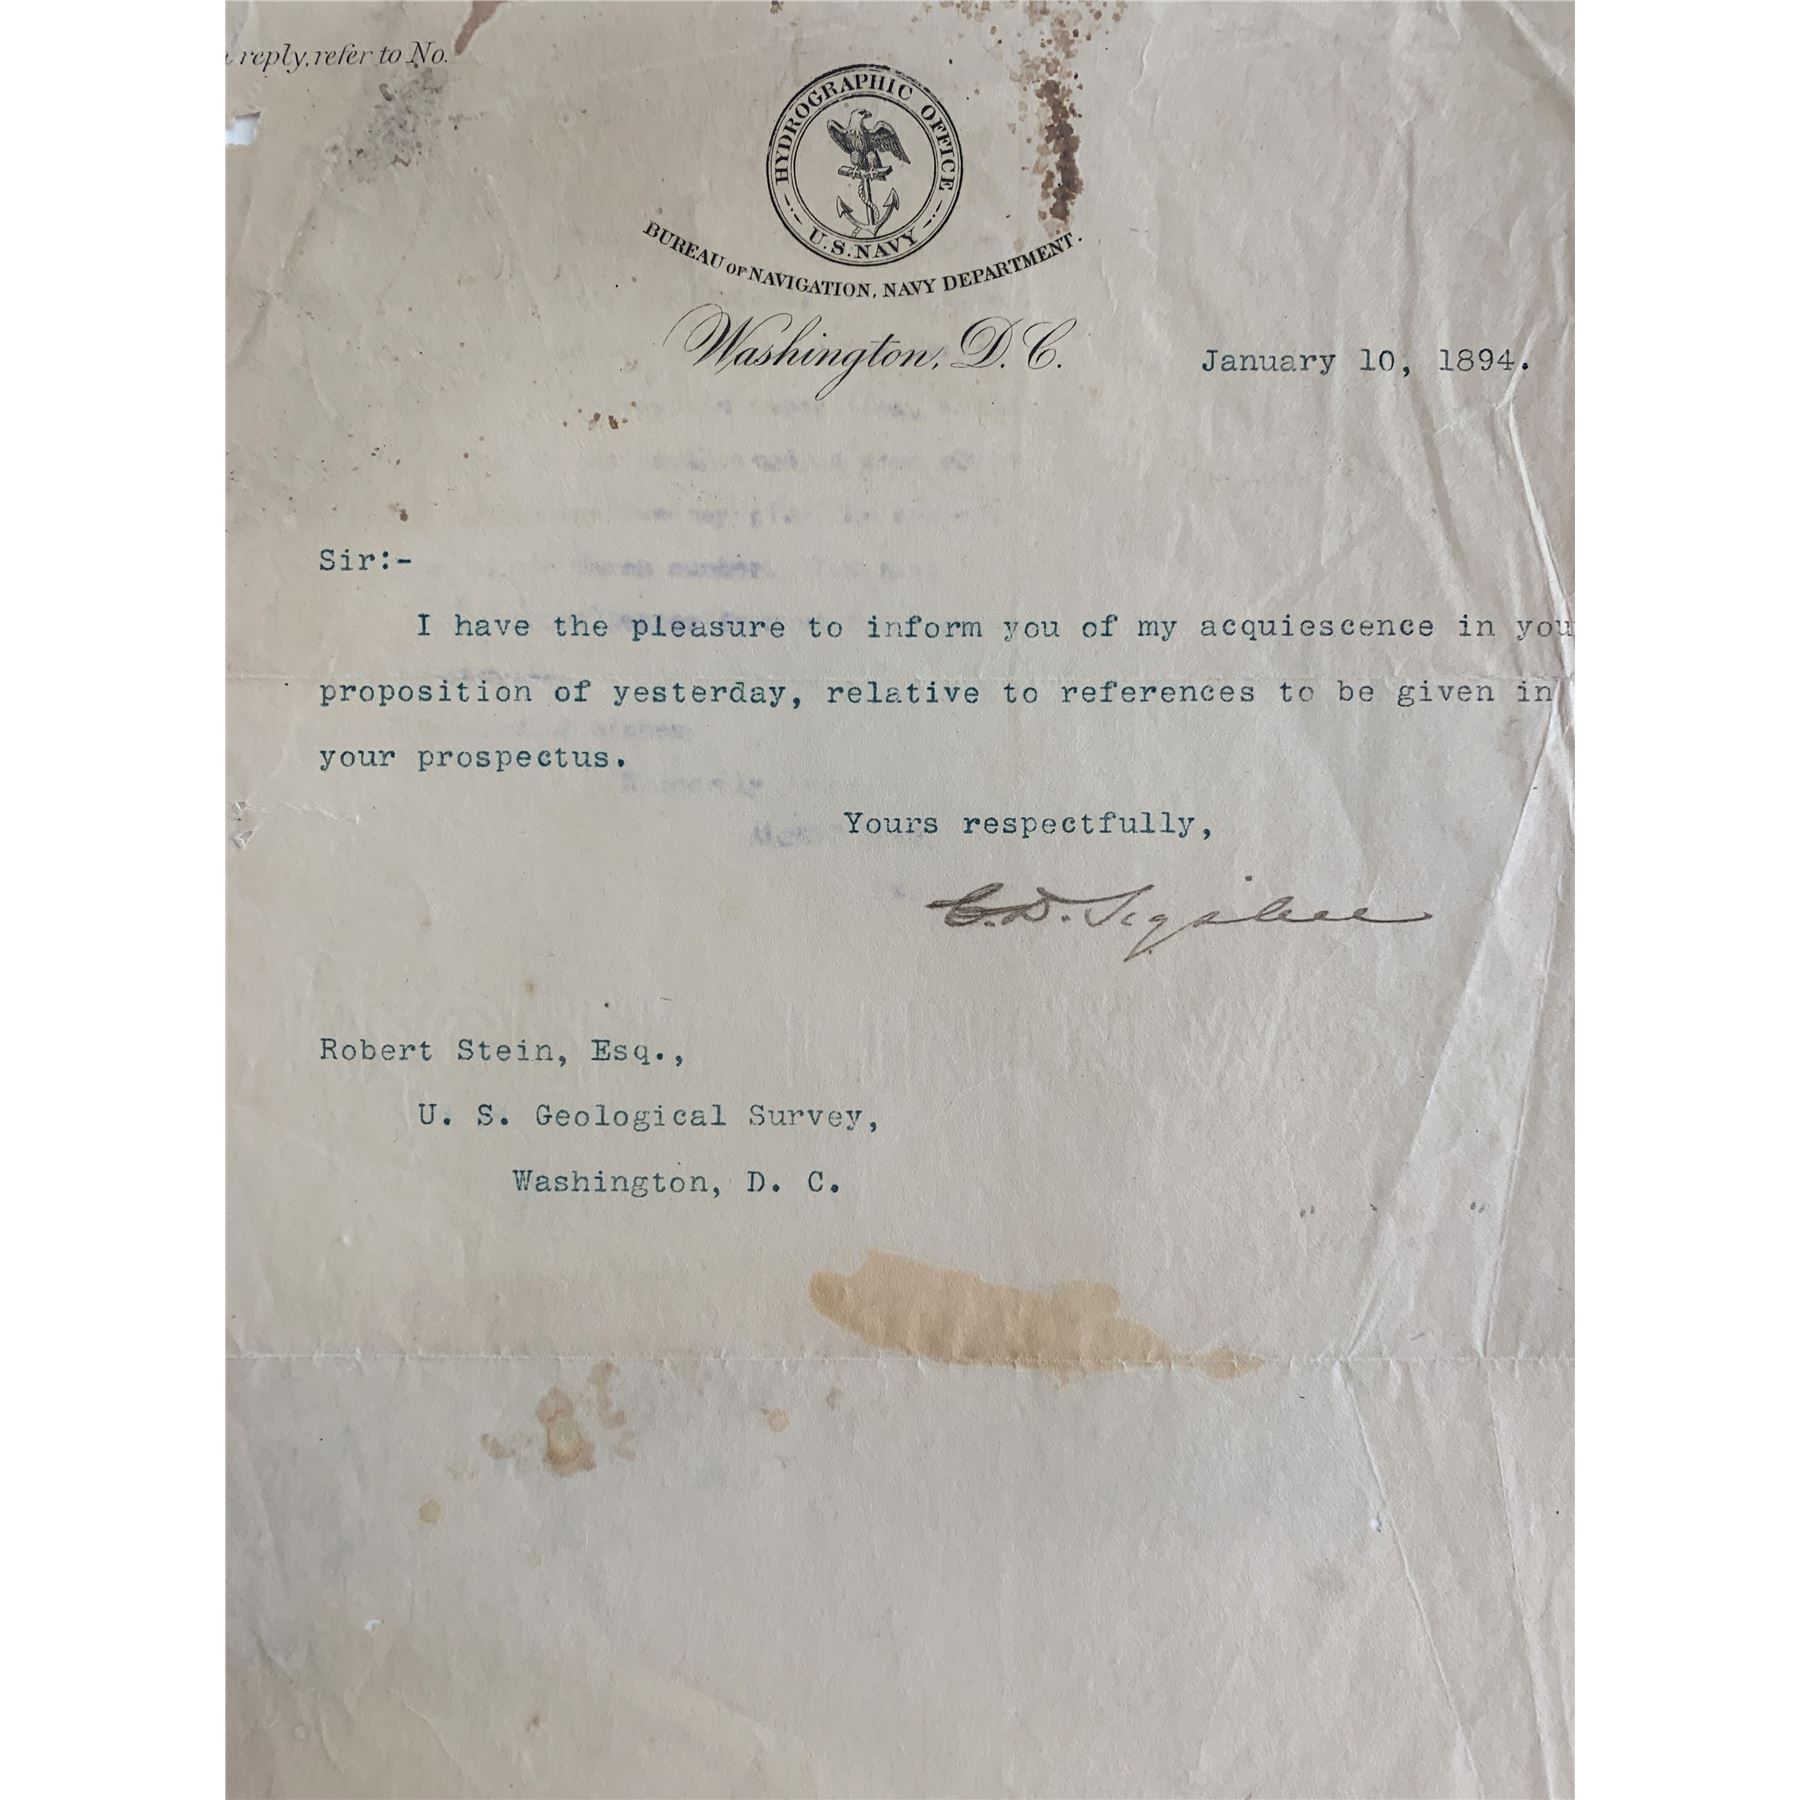 reply, refer to No.
HYDROGRAPHIC OFFICE
U.S. NAVY
BUREAU OF NAVIGATION, NAVY DEPARTMENT.
Washington, D. C.
January 10, 1894.
Sir:-
I have the pleasure to inform you of my acquiescence in you
proposition of yesterday, relative to references to be given in
your prospectus.
Yours respectfully,
C. D. Sigsbee
Robert Stein, Esq.,
U. S. Geological Survey,
Washington, D. C.